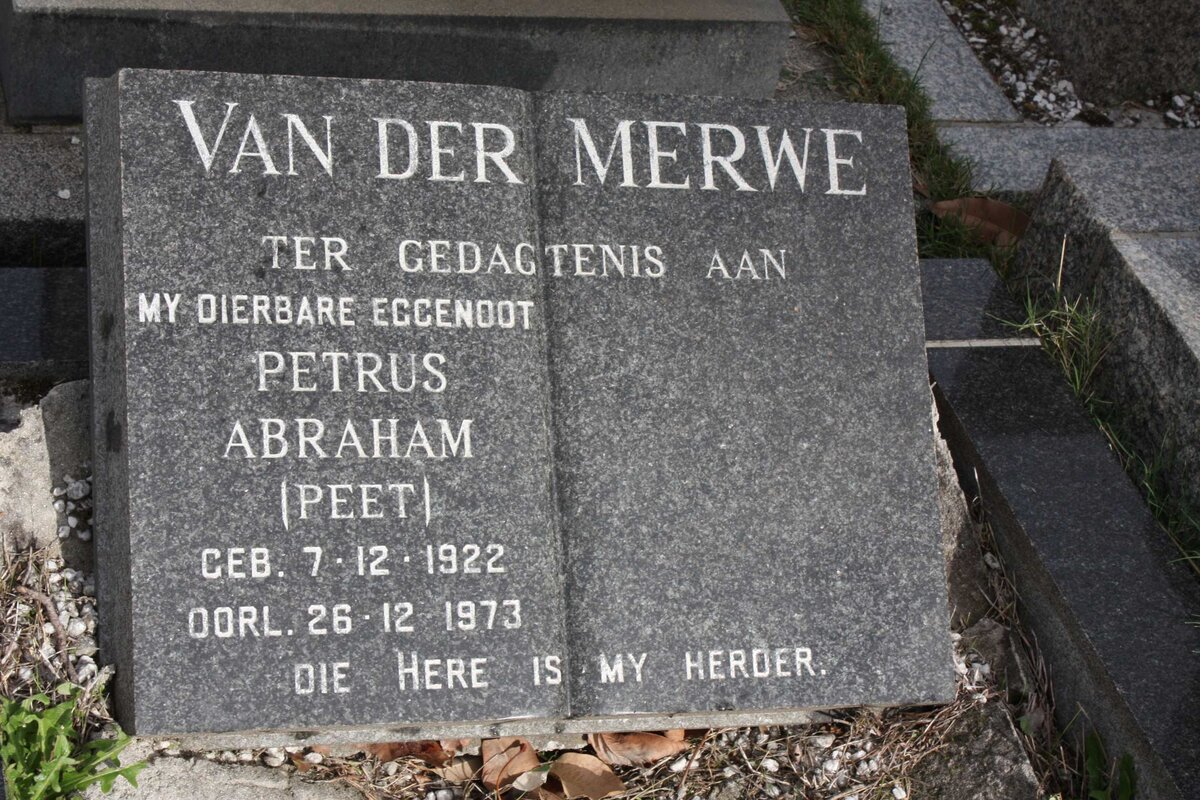 VAN DER MERWE
TER GEDAGTENIS AAN
MY DIERBARE EGGENOOT
PETRUS
ABRAHAM
(PEET)
GEB. 7·12·1922
OORL. 26·12 1973
DIE HERE IS MY HERDER.